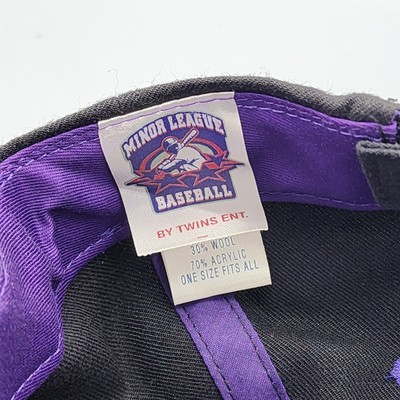 MINOR LEAGUE
BASEBALL
BY TWINS ENT.
30% WOOL
70% ACRYLIC
ONE SIZE FITS ALL